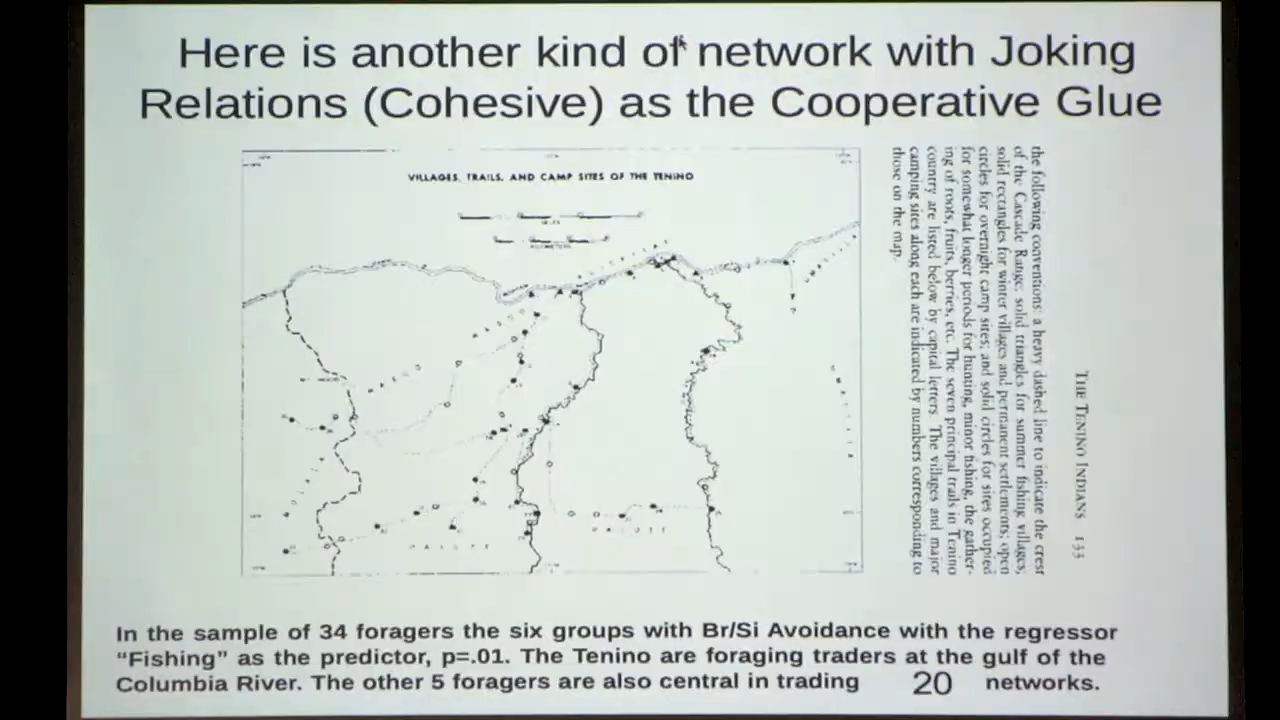 Here is another kind of network with Joking
Relations (Cohesive) as the Cooperative Glue
VILLAGES, TRAILS, AND CAMP SITES OF THE TENINO
MILES
KILOMETERS
PAIUTE
PAIUTE
THE TENINO INDIANS 133
the following conventions: a heavy dashed line to indicate the crest
of the Cascade Range; solid triangles for summer fishing villages;
solid rectangles for winter villages and permanent settlements; open
circles for overnight camp sites; and solid circles for sites occupied
for somewhat longer periods for hunting, minor fishing, the gather-
ing of roots, fruits, berries, etc. The seven principal trails in Tenino
country are listed below by capital letters. The villages and major
camping sites along each are indicated by numbers corresponding to
those on the map.
In the sample of 34 foragers the six groups with Br/Si Avoidance with the regressor
“Fishing” as the predictor, p=.01. The Tenino are foraging traders at the gulf of the
Columbia River. The other 5 foragers are also central in trading 20 networks.